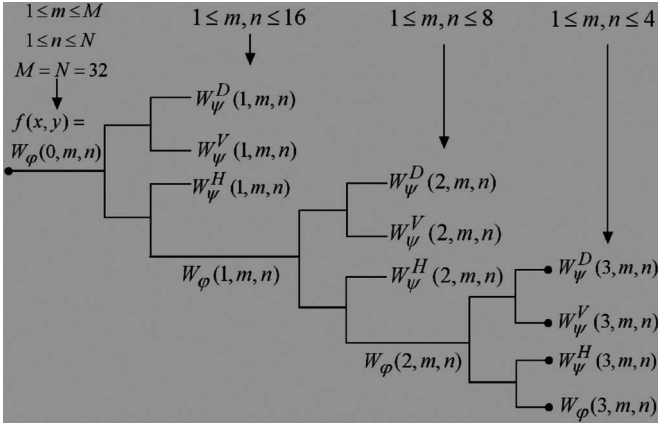 1 ≤ m ≤ M
1 ≤ n ≤ N
M = N = 32
f(x, y) =
W_φ(0, m, n)
1 ≤ m, n ≤ 16
1 ≤ m, n ≤ 8
1 ≤ m, n ≤ 4
W_ψ^D(1, m, n)
W_ψ^V(1, m, n)
W_ψ^H(1, m, n)
W_φ(1, m, n)
W_ψ^D(2, m, n)
W_ψ^V(2, m, n)
W_ψ^H(2, m, n)
W_φ(2, m, n)
W_ψ^D(3, m, n)
W_ψ^V(3, m, n)
W_ψ^H(3, m, n)
W_φ(3, m, n)